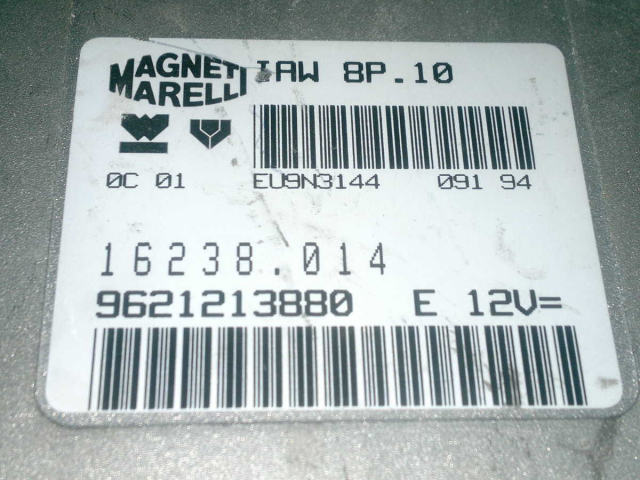 MAGNETI MARELLI IAW 8P.10
0C 01 EU9N3144 091 94
16238.014
9621213880 E 12V=